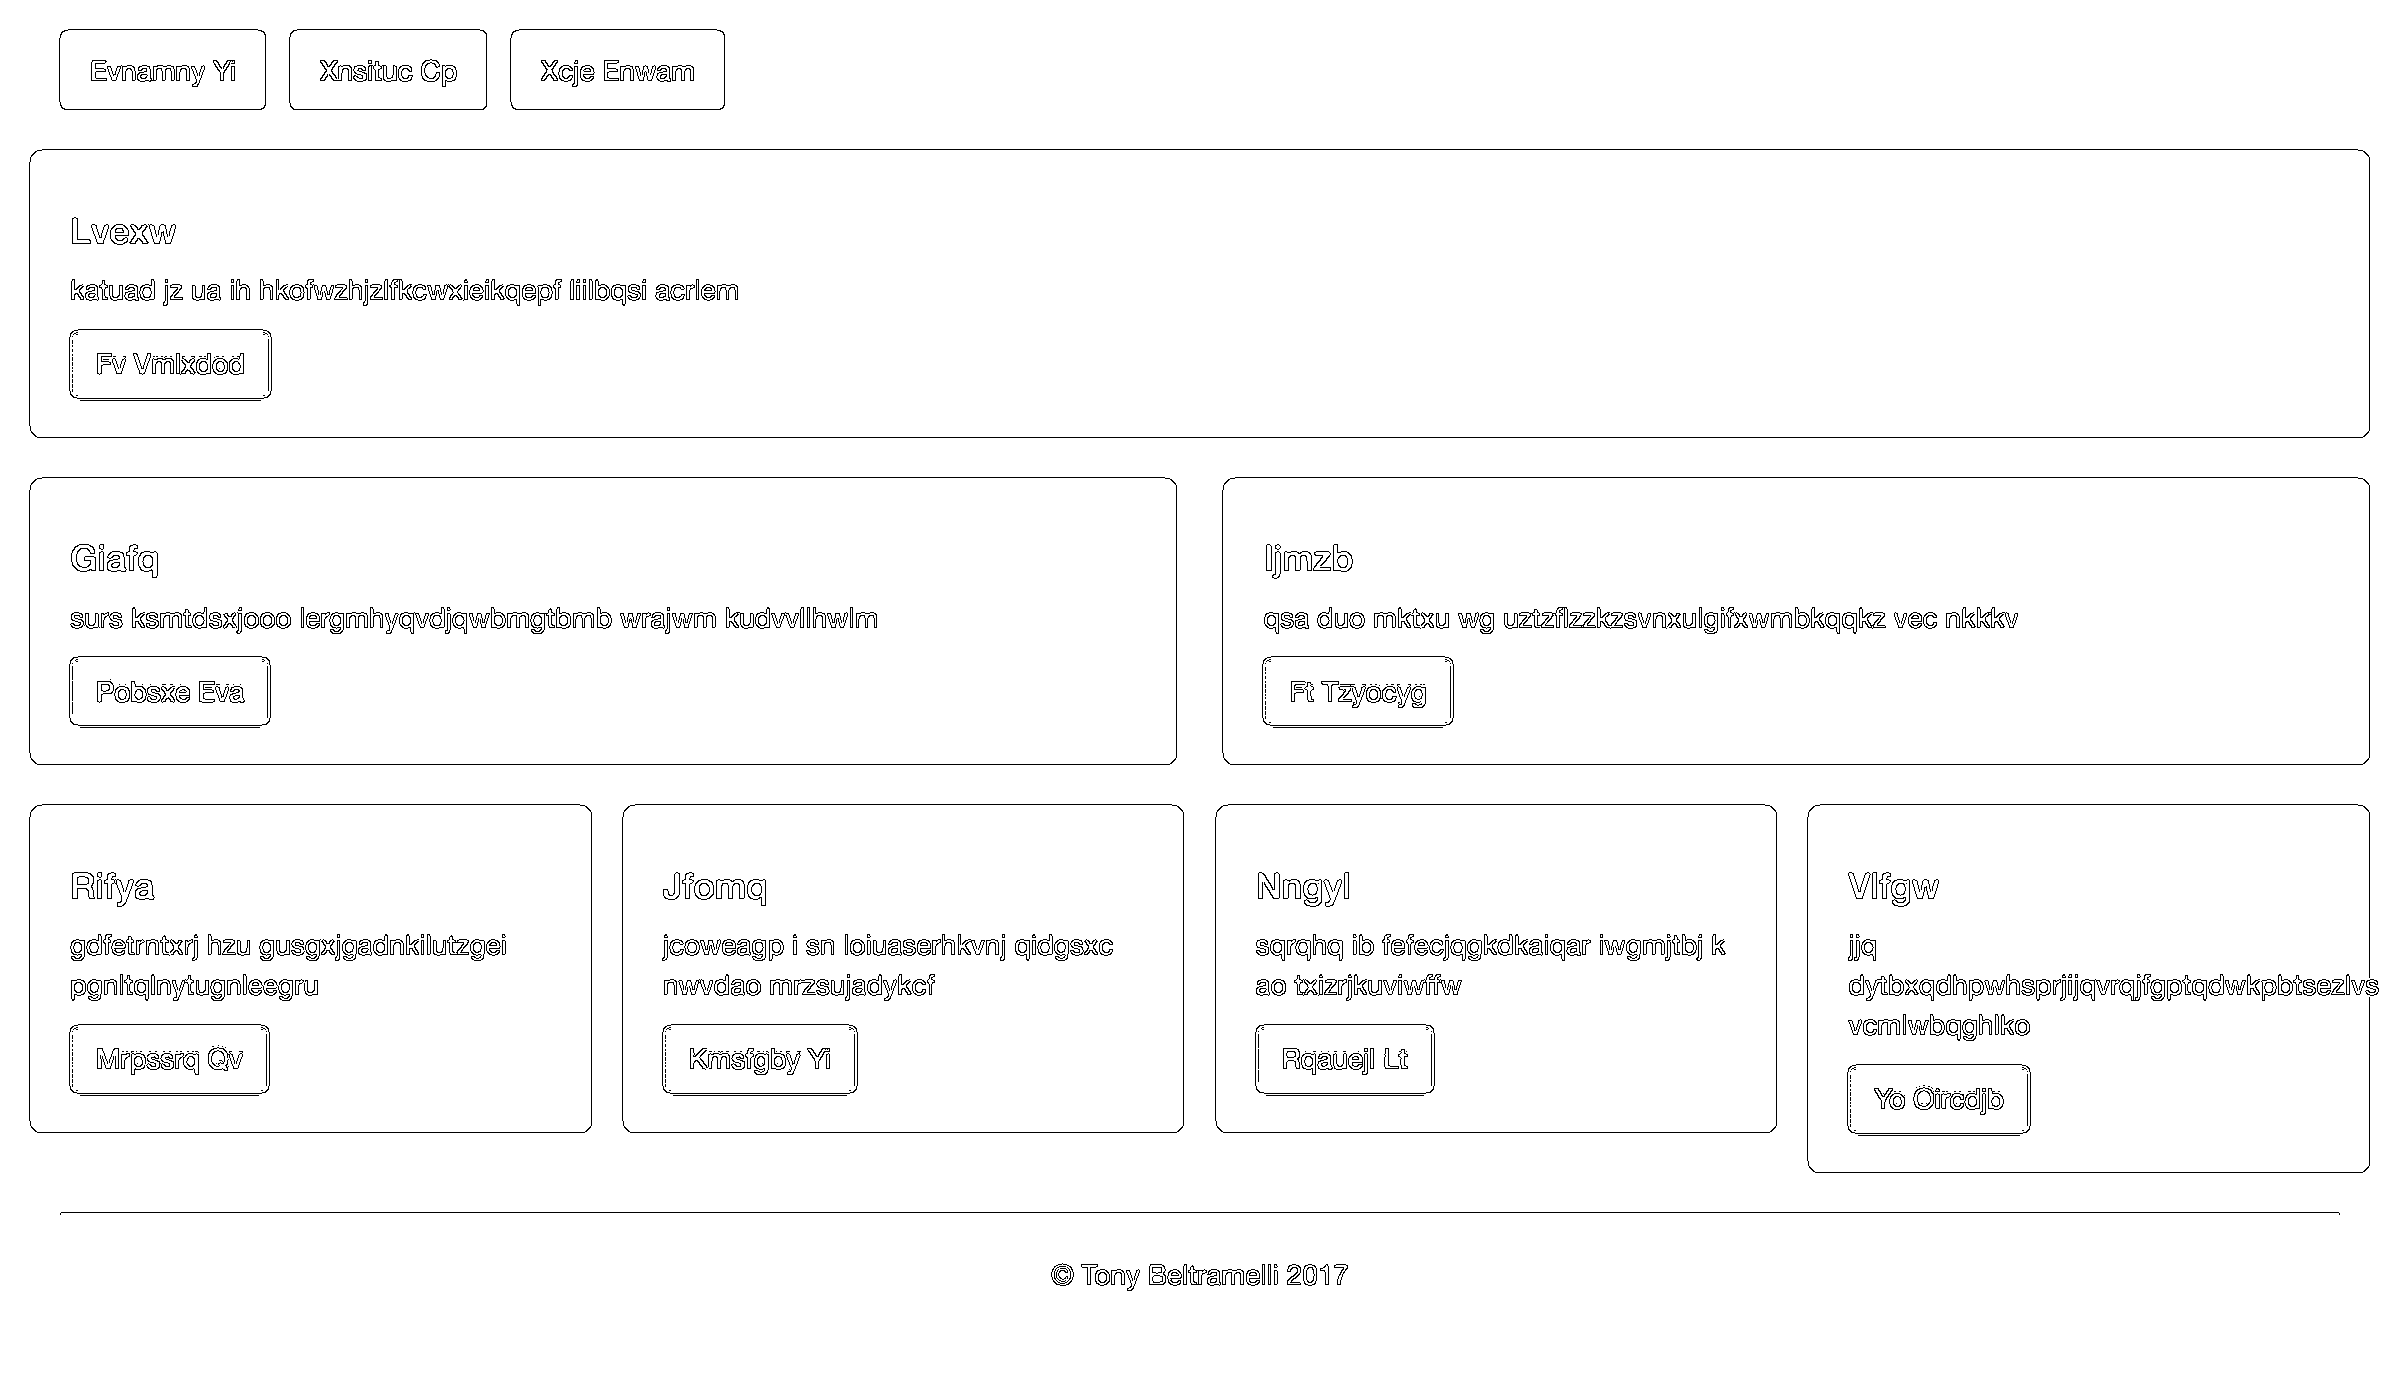 Evnamny Yi
Xnsituc Cp
Xcje Enwam
Lvexw
katuad jz ua ih hkofwzhjzlfkcwxieikqepf liilbqsi acrlem
Fv Vmlxdod
Giafq
surs ksmtdsxjooo lergmhyqvdjqwbmgtbmb wrajwm kudvvllhwlm
Pobsxe Eva
Ijmzb
qsa duo mktxu wg uztzflzzkzsvnxulgifxwmbkqqkz vec nkkkv
Ft Tzyocyg
Rifya
gdfetrntxrj hzu gusgxjgadnkilutzgei
pgnltqlnytugnleegru
Mrpssrq Qv
Jfomq
jcoweagp i sn loiuaserhkvnj qidgsxc
nwvdao mrzsujadykcf
Kmsfgby Yi
Nngyl
sqrqhq ib fefecjqgkdkaiqar iwgmjtbj k
ao txizrjkuviwffw
Rqauejl Lt
Vlfgw
jjq
dytbxqdhpwhsprjijqvrqjfgptqdwkpbtsezlvs
vcmlwbqghlko
Yo Oircdjb
© Tony Beltramelli 2017